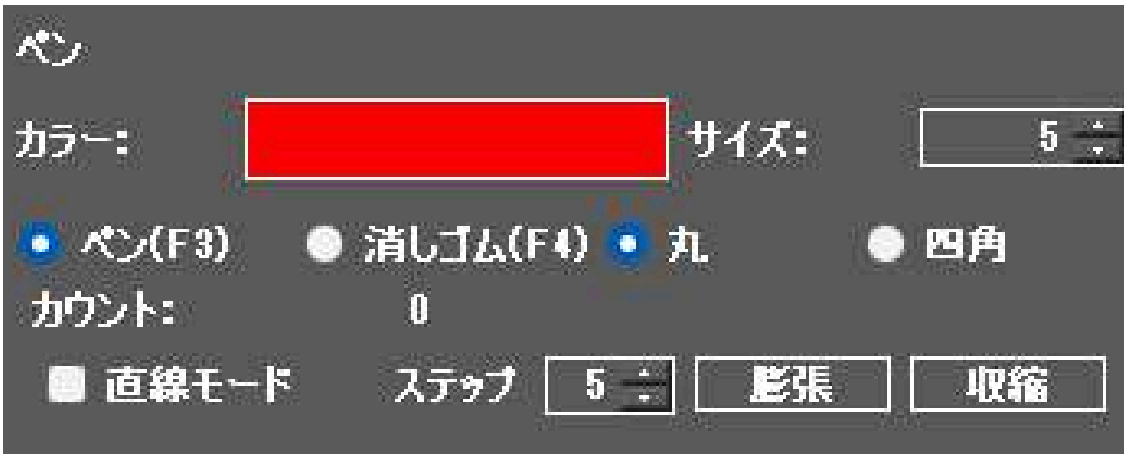 ペン
カラー: サイズ: 5
ペン(F3) 消しゴム(F4) 丸 四角
カウント: 0
直線モード ステップ 5 膨張 収縮